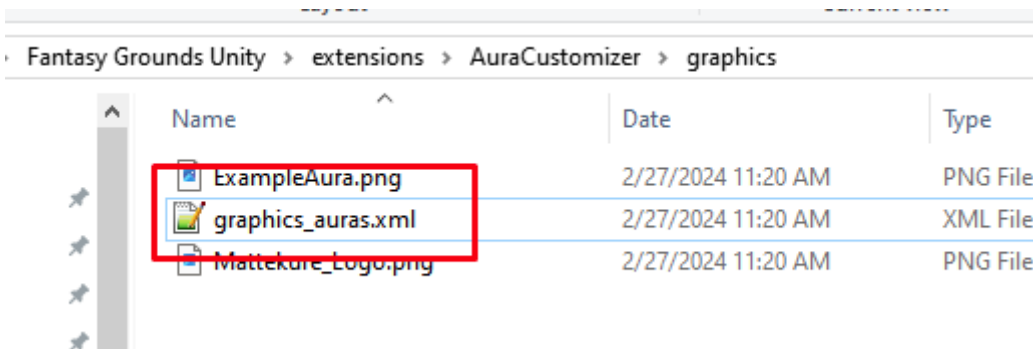 Fantasy Grounds Unity > extensions > AuraCustomizer > graphics
Name Date Type
ExampleAura.png 2/27/2024 11:20 AM PNG File
graphics_auras.xml 2/27/2024 11:20 AM XML File
Mattekure_Logo.png 2/27/2024 11:20 AM PNG File